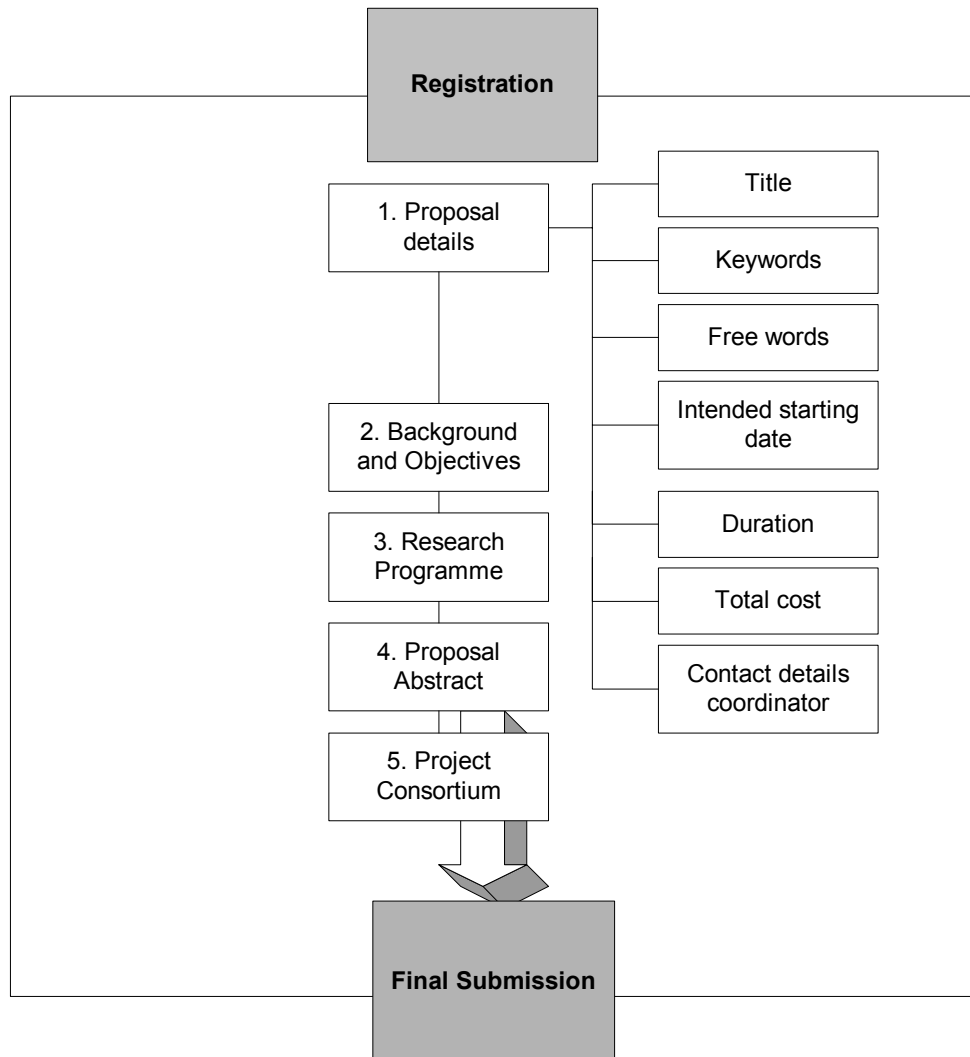 Registration
1. Proposal
details
Title
Keywords
Free words
Intended starting
date
Duration
Total cost
Contact details
coordinator
2. Background
and Objectives
3. Research
Programme
4. Proposal
Abstract
5. Project
Consortium
Final Submission